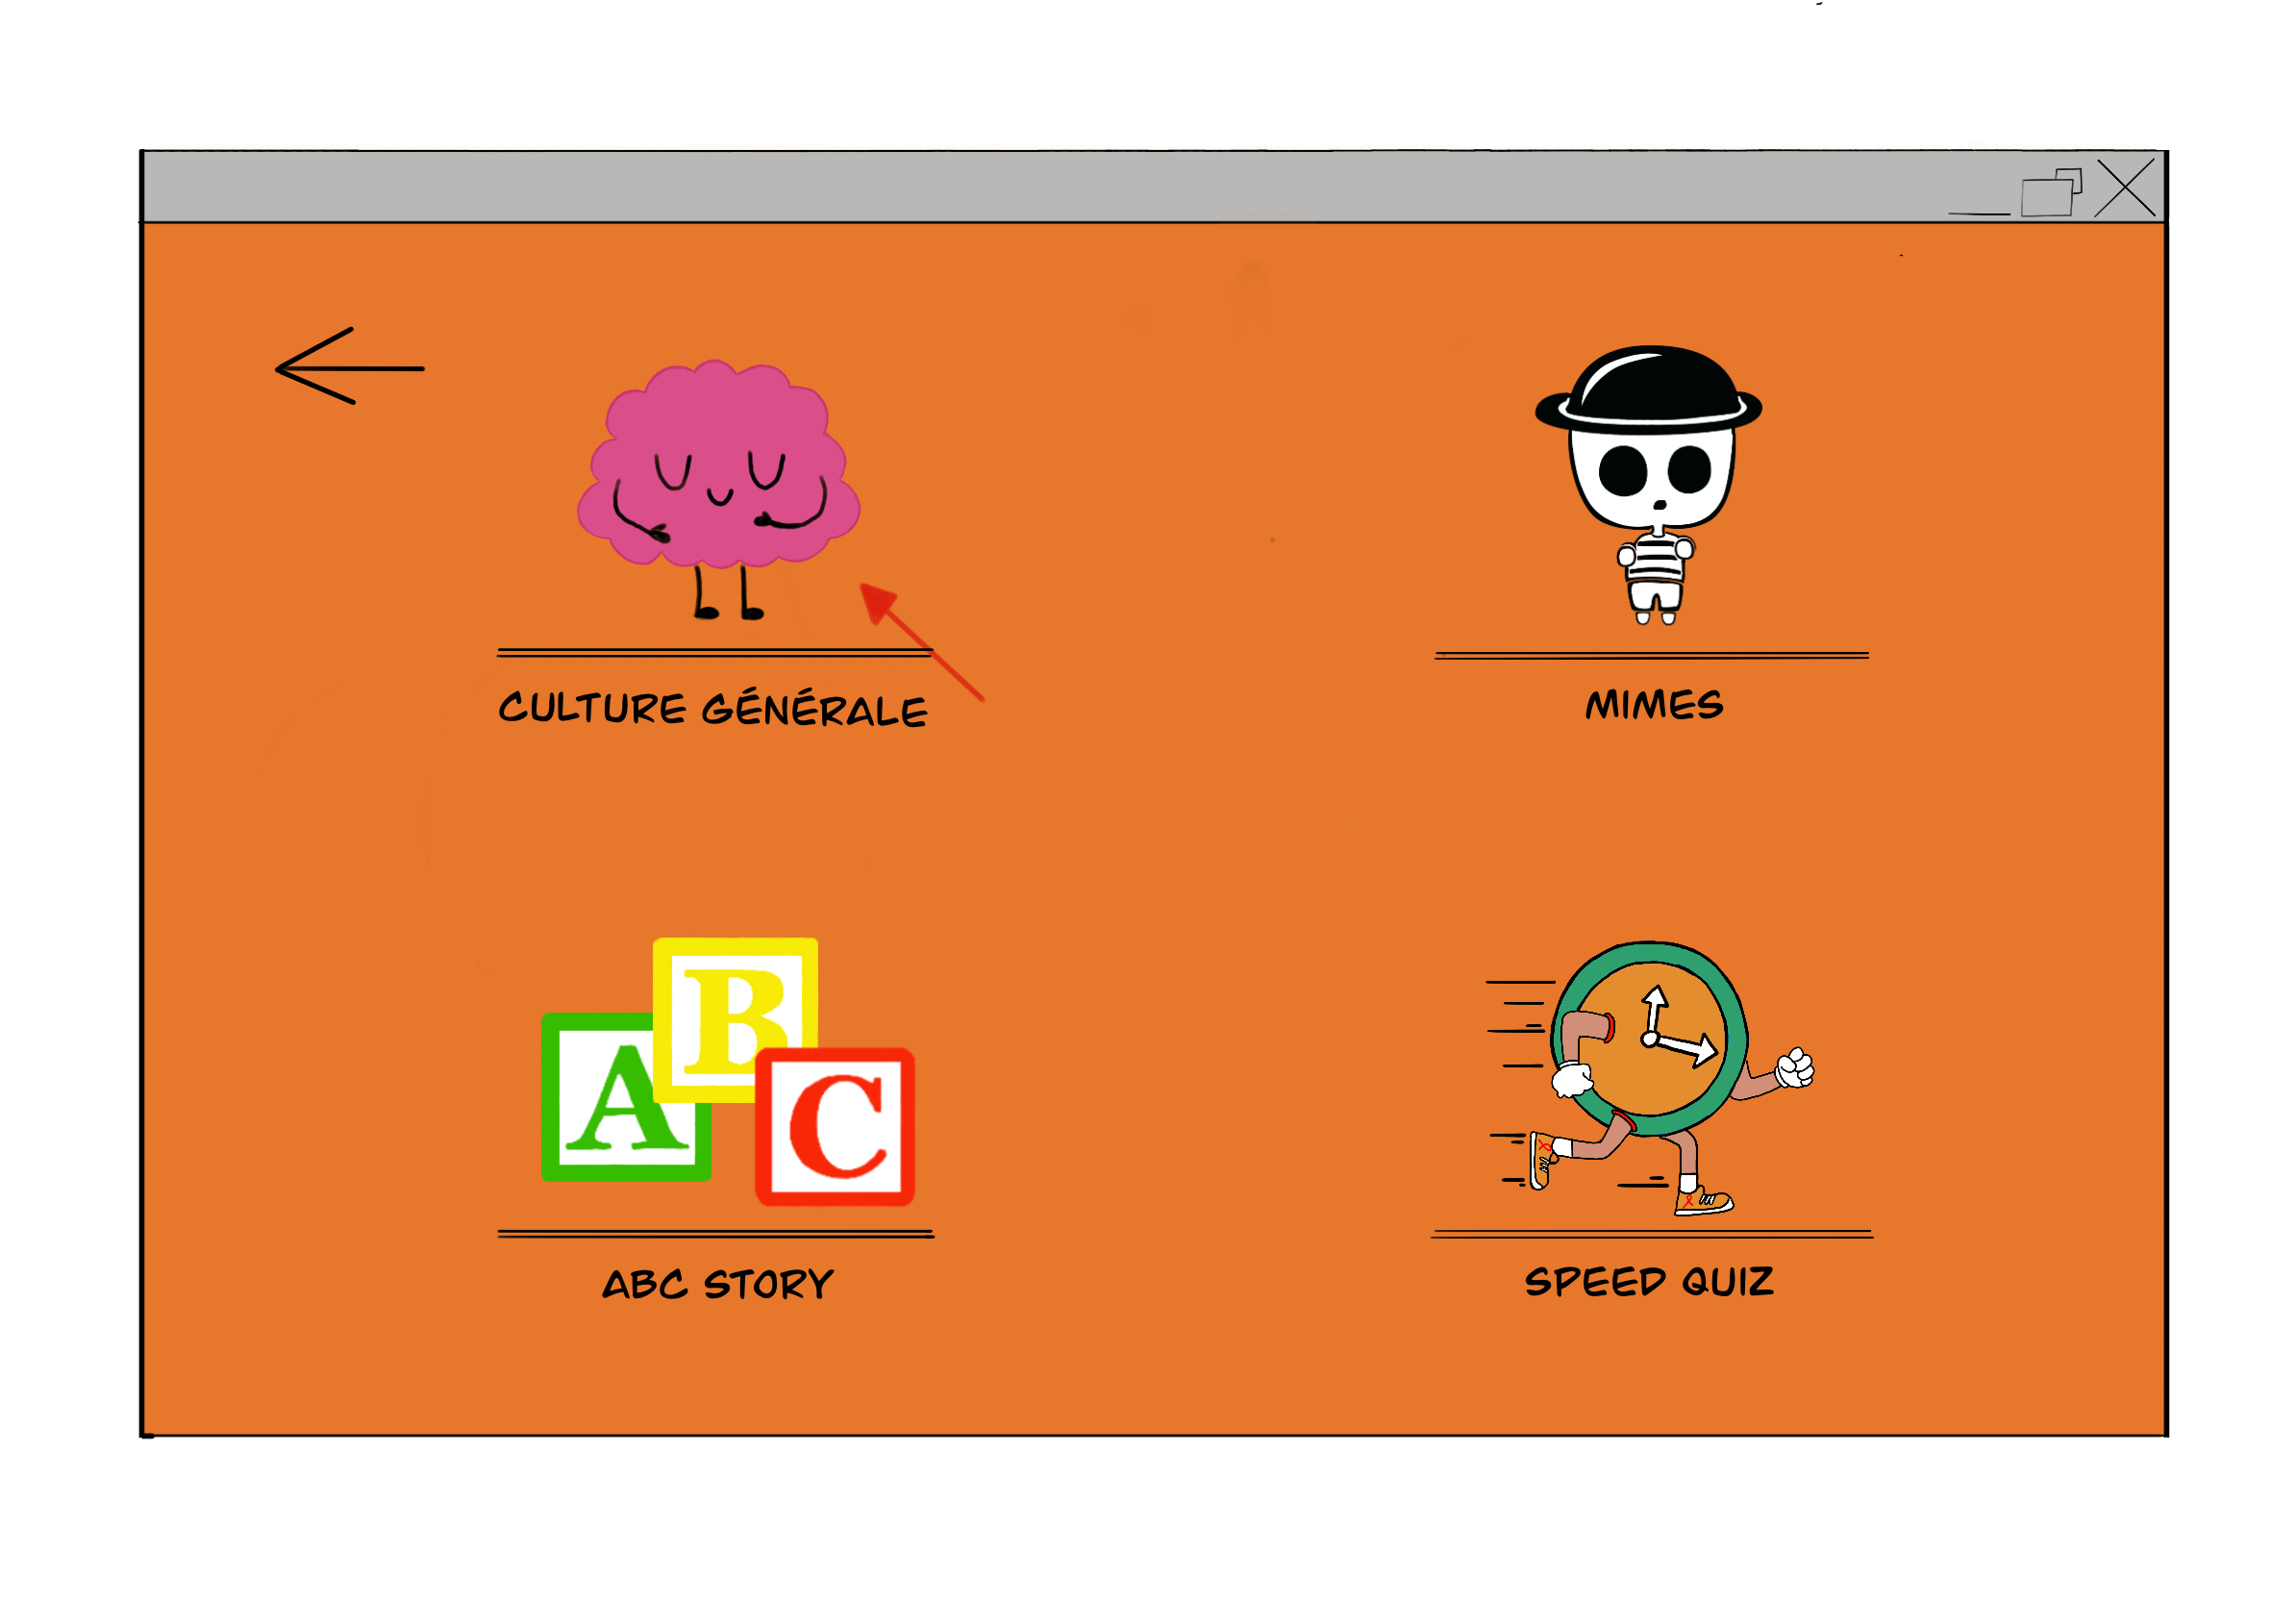 CULTURE GÉNÉRALE
MIMES
A B C
ABC STORY
SPEED QUIZ